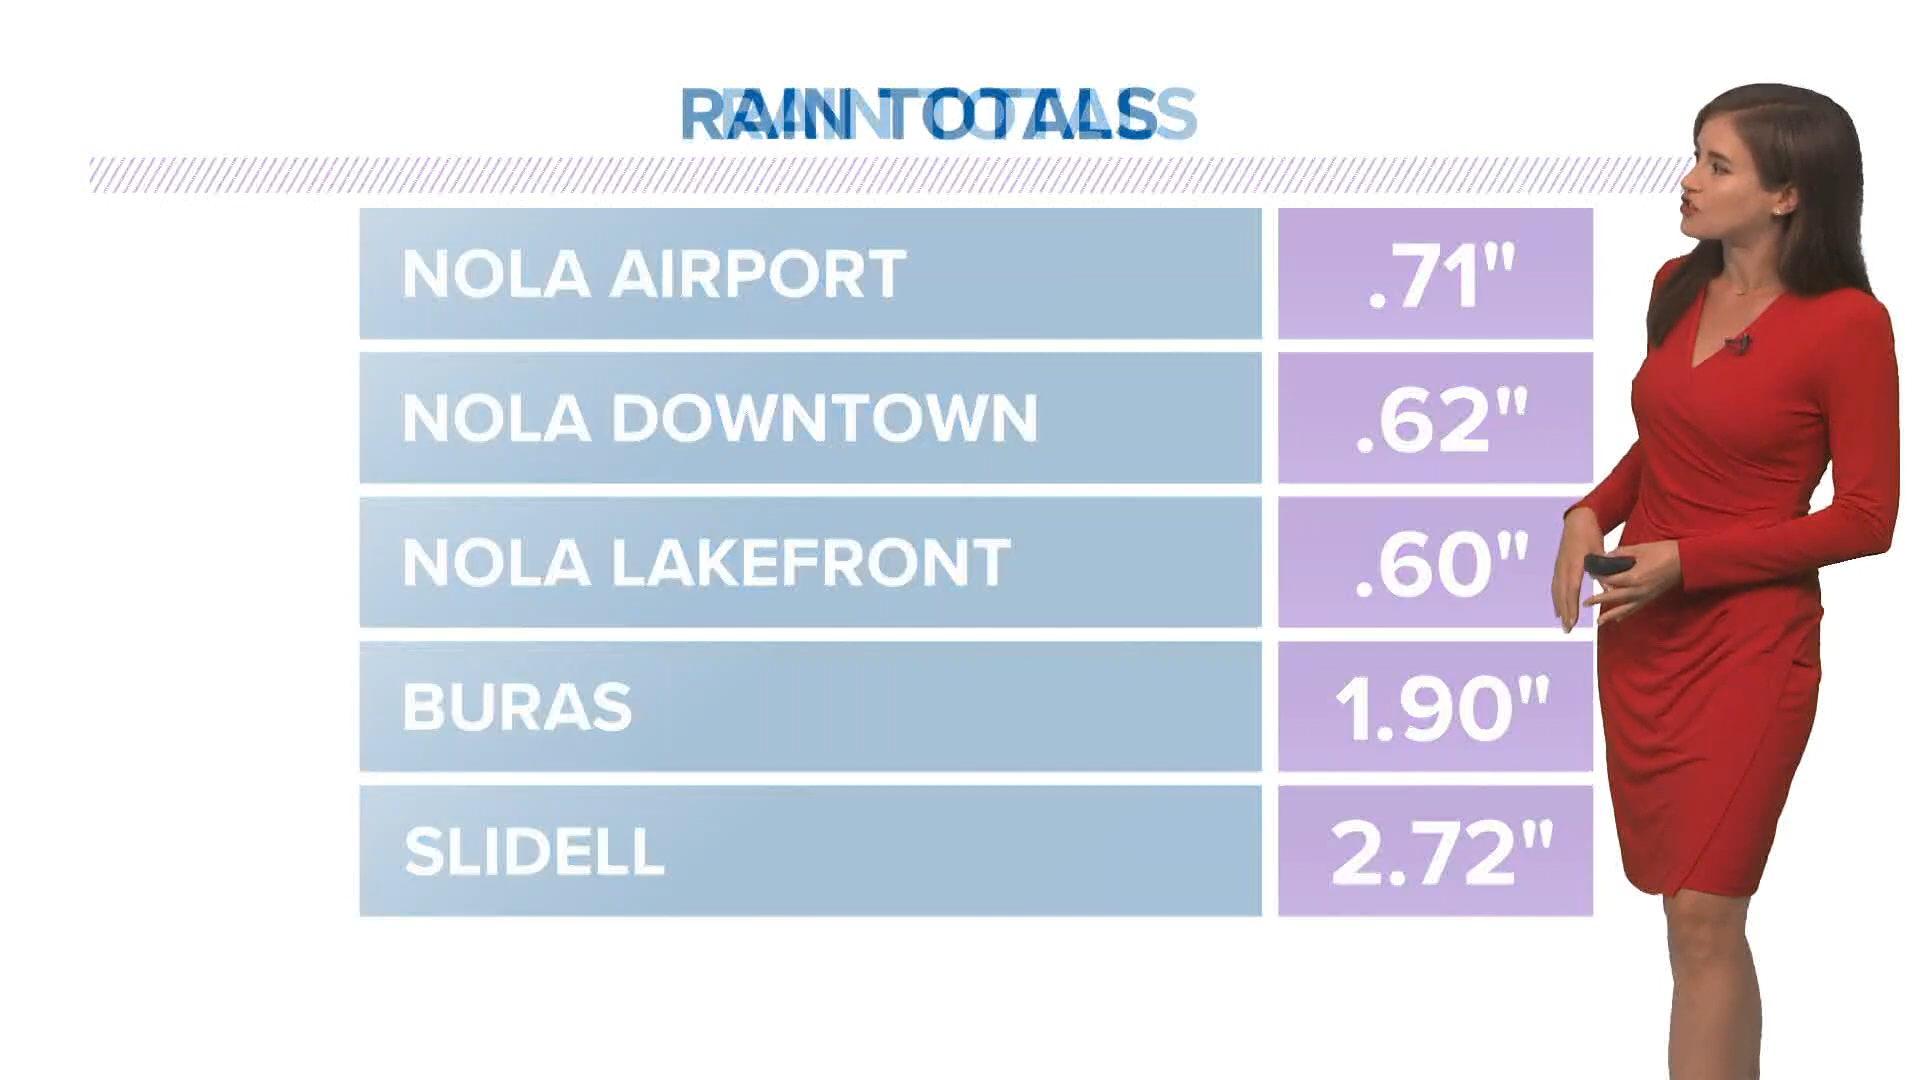 RAIN TOTALS
NOLA AIRPORT .71"
NOLA DOWNTOWN .62"
NOLA LAKEFRONT .60"
BURAS 1.90"
SLIDELL 2.72"